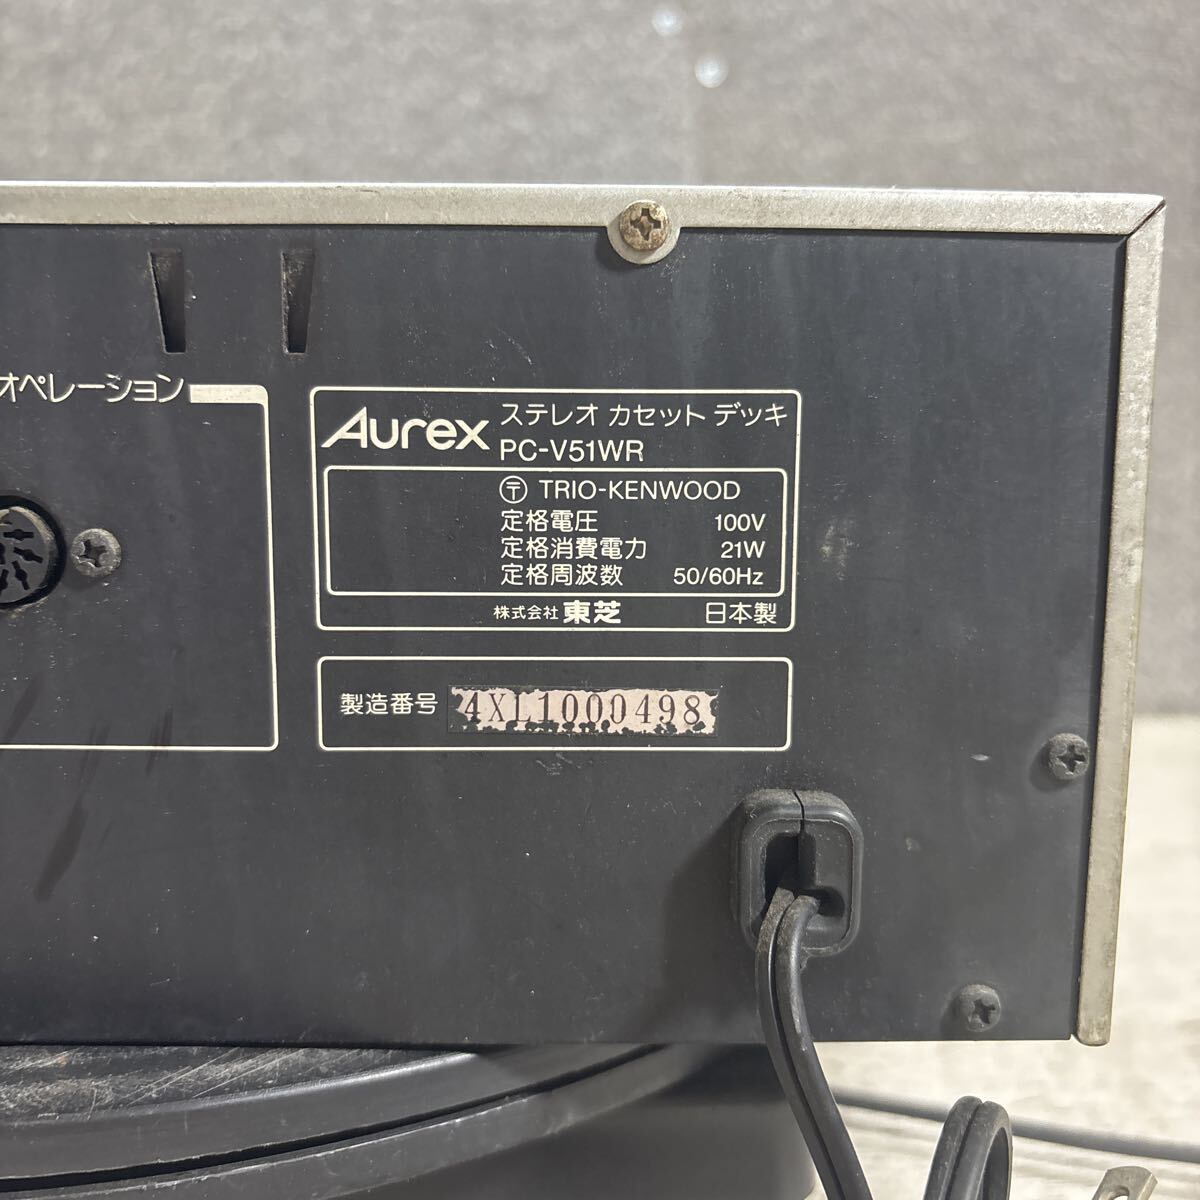 オペレーション
Aurex ステレオ カセット デッキ
PC-V51WR
〒 TRIO-KENWOOD
定格電圧 100V
定格消費電力 21W
定格周波数 50/60Hz
株式会社 東芝 日本製
製造番号 4XL1000498